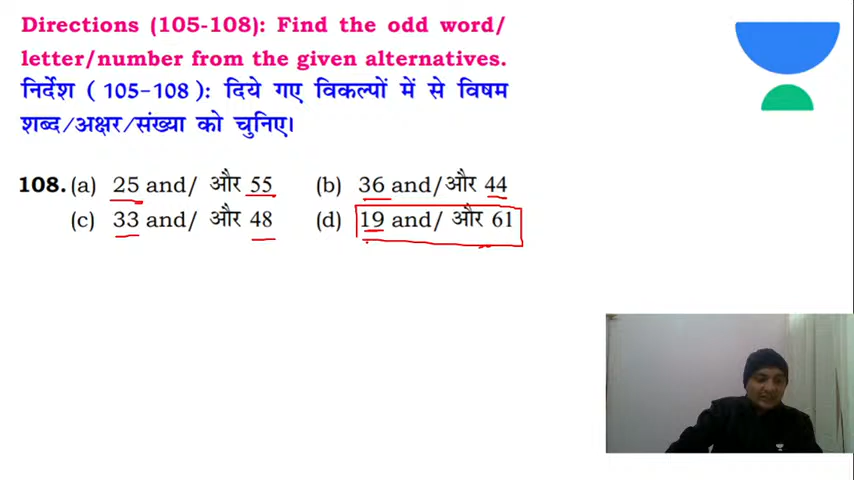 Directions (105-108): Find the odd word/
letter/number from the given alternatives.
निर्देश ( 105-108 ): दिये गए विकल्पों में से विषम
शब्द/अक्षर/संख्या को चुनिए।
108. (a) 25 and/ और 55 (b) 36 and/और 44
(c) 33 and/ और 48 (d) 19 and/ और 61